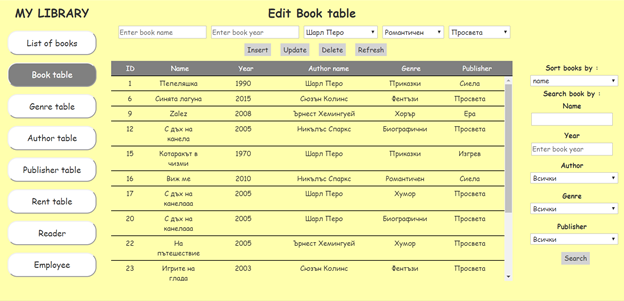 MY LIBRARY
Edit Book table
Enter book name Enter book year Шарл Перо Романтичен Просвета
Insert Update Delete Refresh
List of books
Book table
Genre table
Author table
Publisher table
Rent table
Reader
Employee
ID Name Year Author name Genre Publisher
1 Пепеляшка 1990 Шарл Перо Приказки Сиела
6 Синята лагуна 2015 Сюзън Колинс Фентъзи Просвета
9 Zalez 2008 Ърнест Хемингуей Хорър Ера
12 С дъх на 2005 Никълъс Спаркс Биографични Просвета
канела
15 Котаракът в 1970 Шарл Перо Приказки Изгрев
чизми
16 Виж ме 2010 Никълъс Спаркс Романтичен Сиела
17 С дъх на 2005 Шарл Перо Хумор Просвета
канелааа
20 С дъх на 2005 Шарл Перо Биографични Просвета
канелааа
22 На 2005 Ърнест Хемингуей Хумор Просвета
пътешествие
23 Игрите на 2003 Сюзън Колинс Фентъзи Просвета
глада
Sort books by :
name
Search book by :
Name
Year
Enter book year
Author
Всички
Genre
Всички
Publisher
Всички
Search